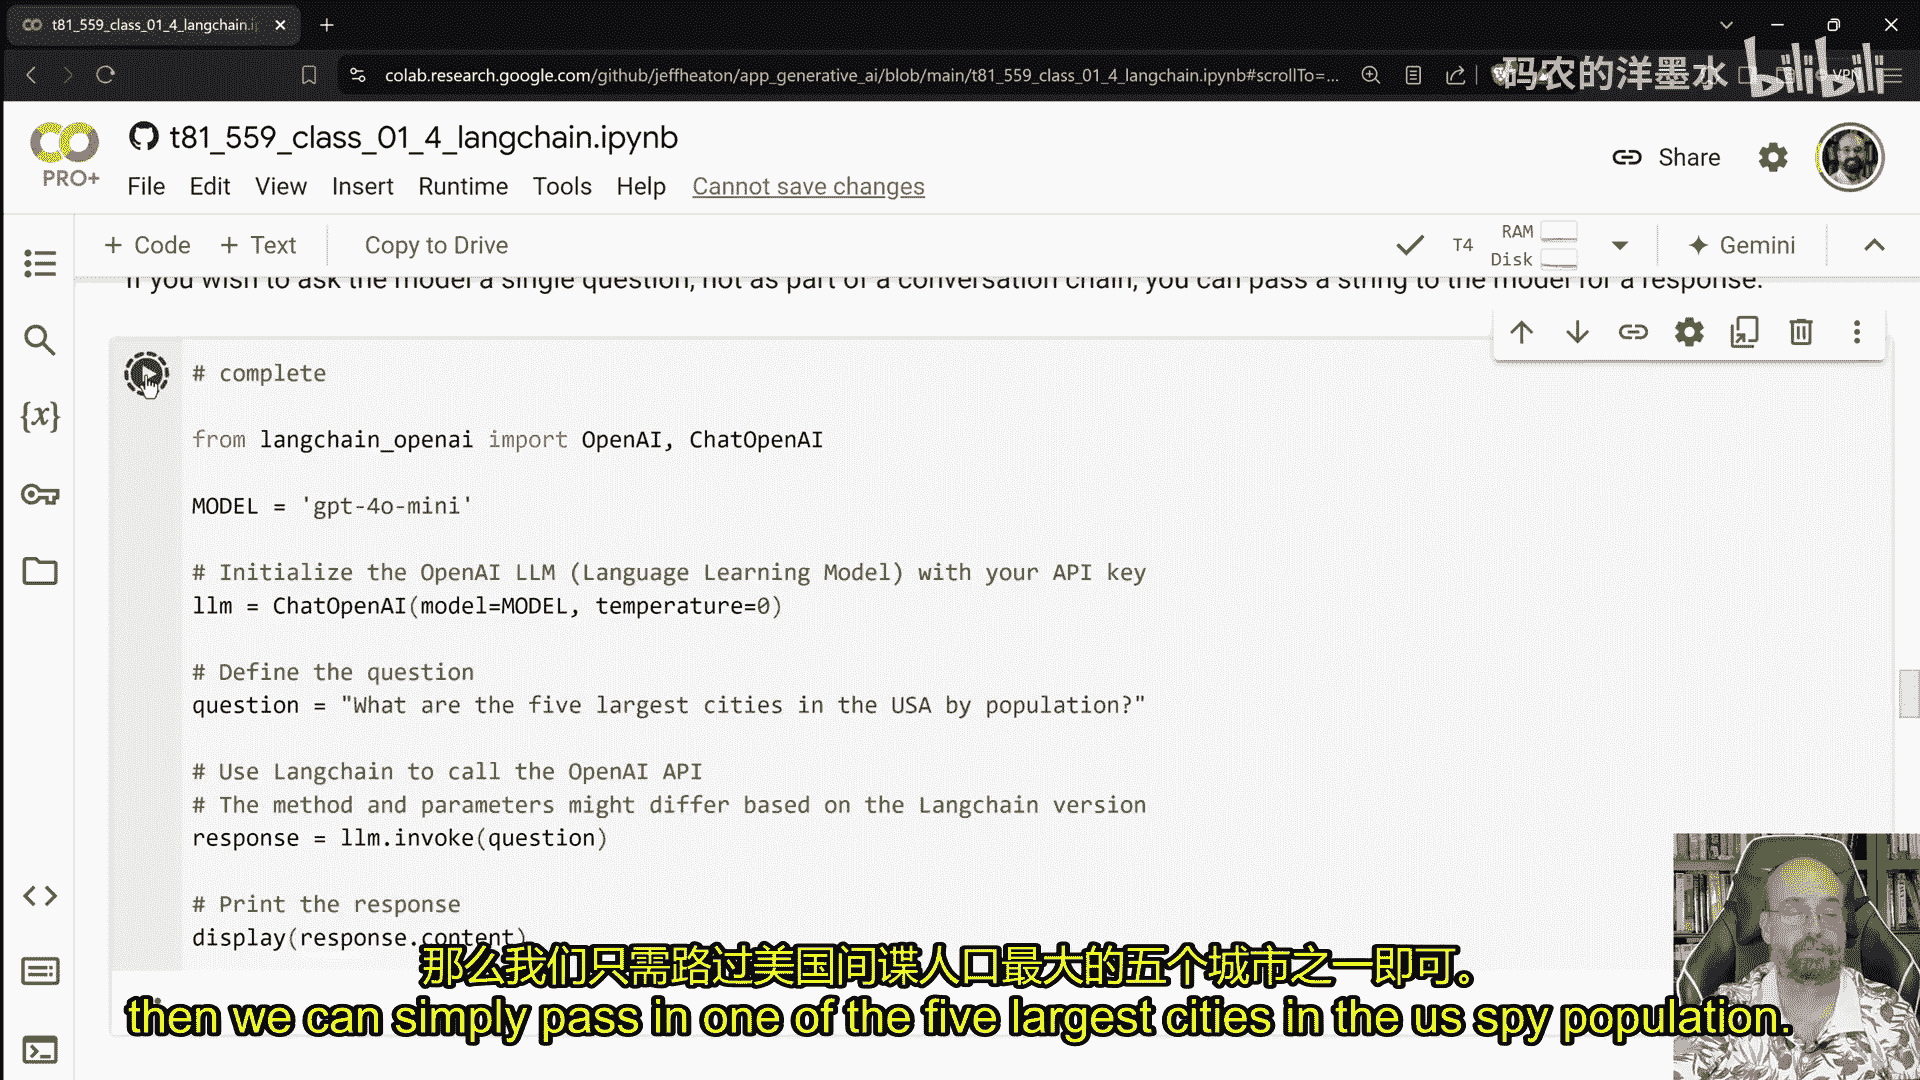 t81_559_class_01_4_langchain.i
colab.research.google.com/github/jeffheaton/app_generative_ai/blob/main/t81_559_class_01_4_langchain.ipynb#scrollTo=...
码农的洋墨水
bilibili
VPN
CO
PRO+
t81_559_class_01_4_langchain.ipynb
File Edit View Insert Runtime Tools Help Cannot save changes
Share
+ Code + Text Copy to Drive
T4
RAM
Disk
Gemini
If you wish to ask the model a single question, not as part of a conversation chain, you can pass a string to the model for a response.
# complete
from langchain_openai import OpenAI, ChatOpenAI
MODEL = 'gpt-4o-mini'
# Initialize the OpenAI LLM (Language Learning Model) with your API key
llm = ChatOpenAI(model=MODEL, temperature=0)
# Define the question
question = "What are the five largest cities in the USA by population?"
# Use Langchain to call the OpenAI API
# The method and parameters might differ based on the Langchain version
response = llm.invoke(question)
# Print the response
display(response.content)
那么我们只需路过美国间谍人口最大的五个城市之一即可。
then we can simply pass in one of the five largest cities in the us spy population.